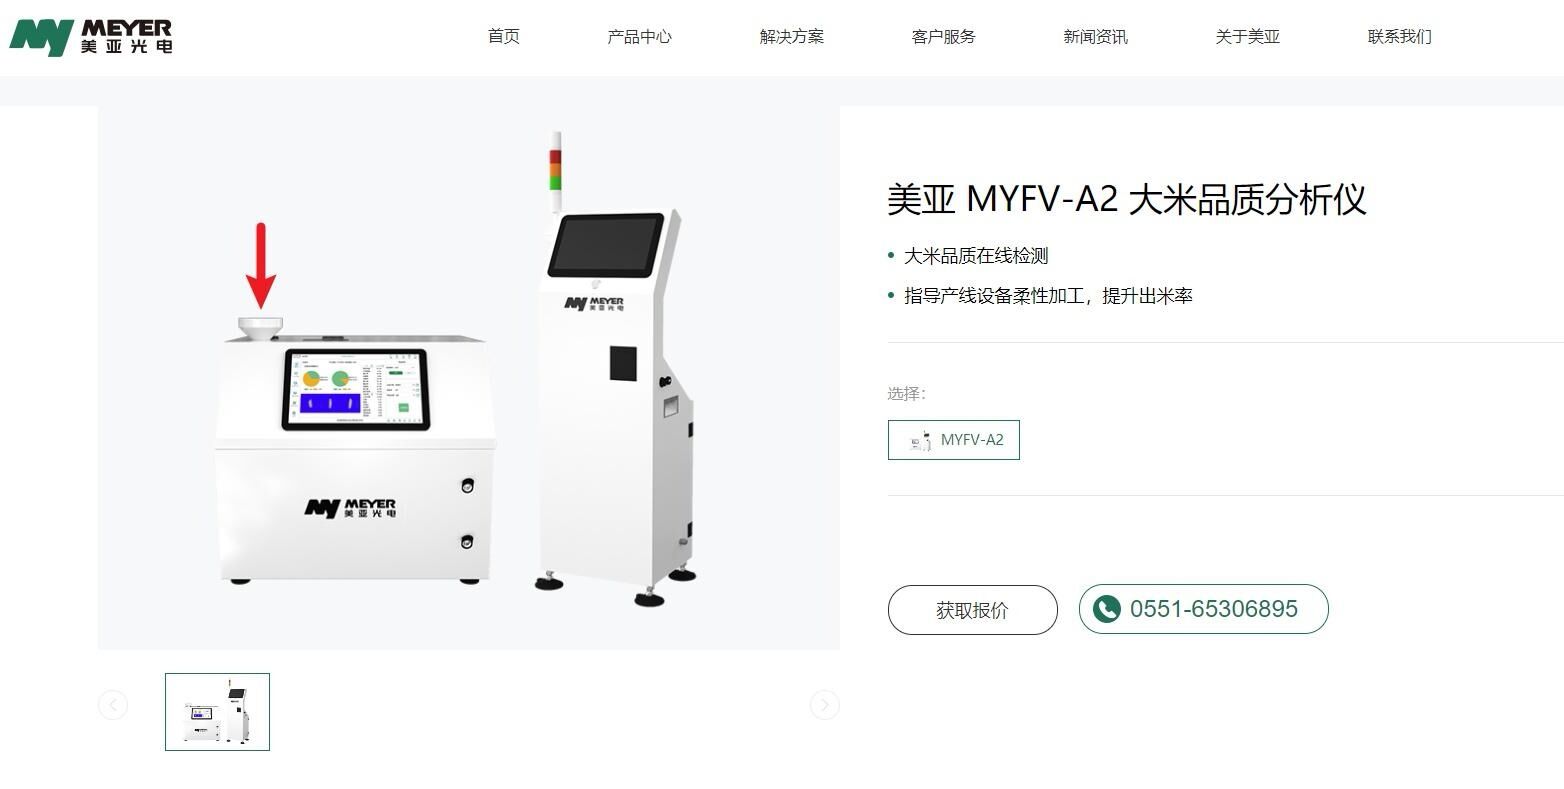 MEYER
美亚光电
首页
产品中心
解决方案
客户服务
新闻资讯
关于美亚
联系我们
MEYER
美亚光电
MEYER
美亚光电
美亚 MYFV-A2 大米品质分析仪
大米品质在线检测
指导产线设备柔性加工，提升出米率
选择：
MYFV-A2
获取报价
0551-65306895